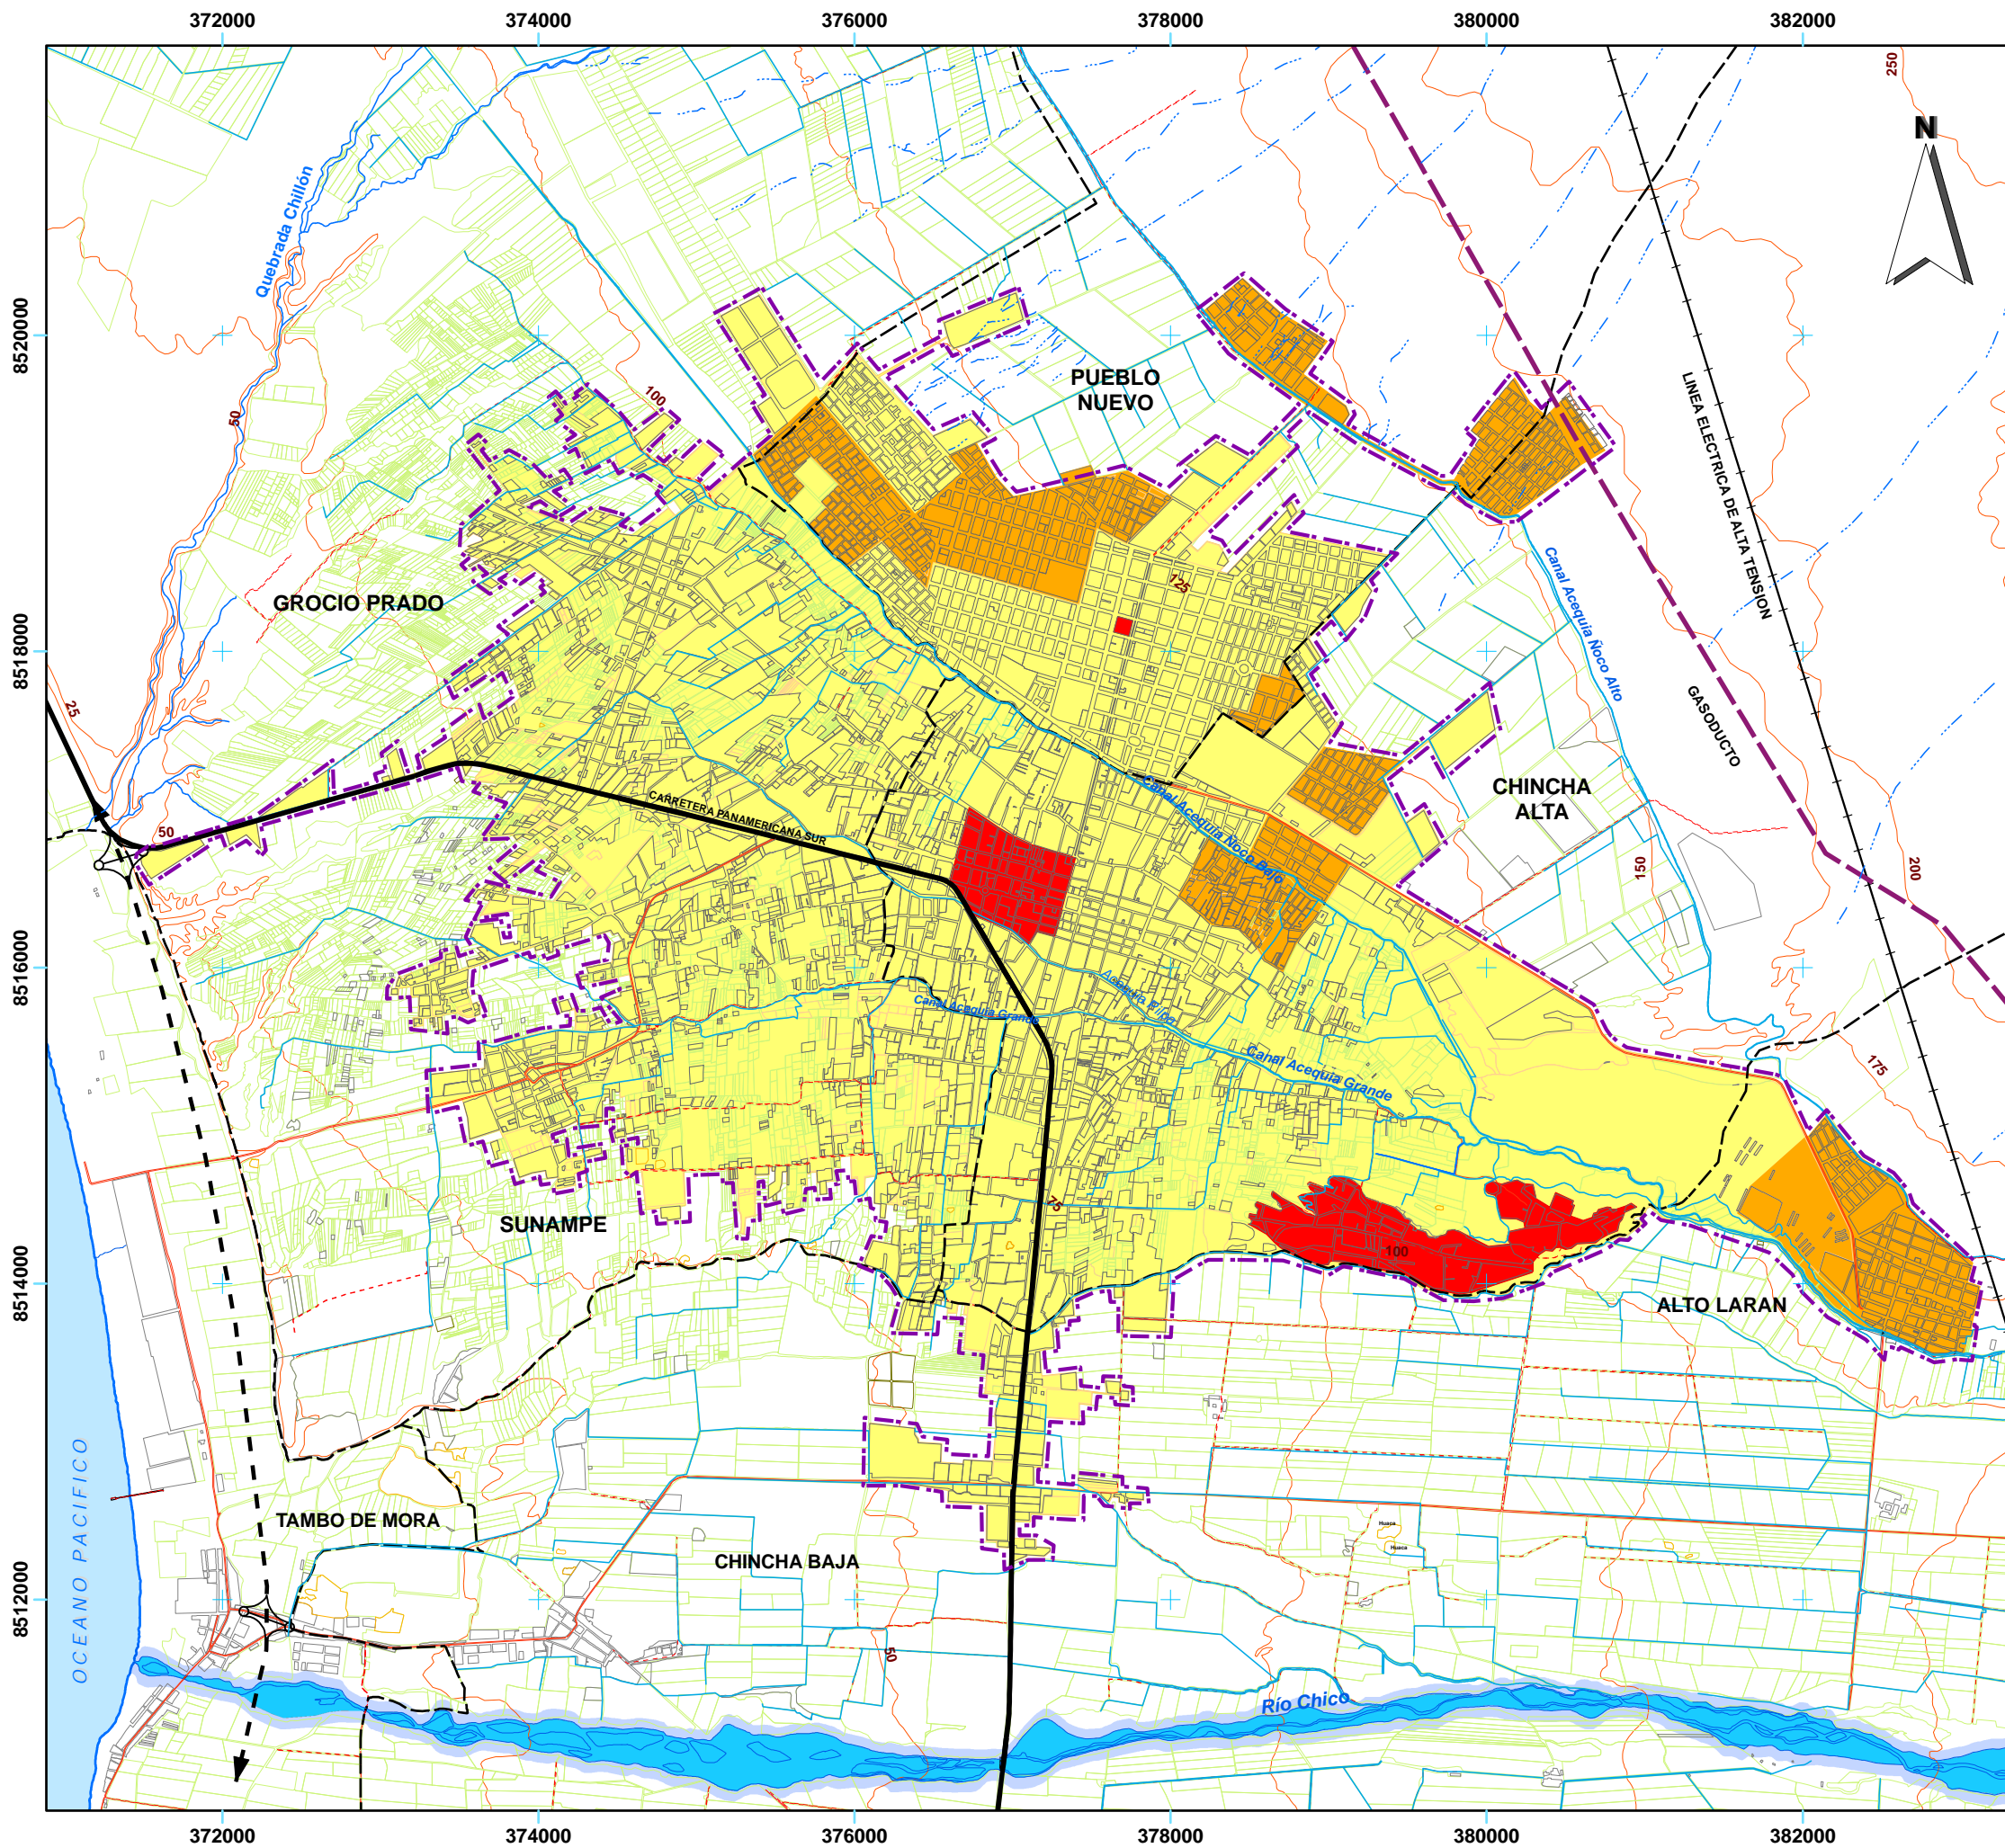 372000 374000 376000 378000 380000 382000
250
N
Quebrada Chillón
8520000
50
100
PUEBLO
NUEVO
LINEA ELECTRICA DE ALTA TENSION
125
GROCIO PRADO
Canal Acequia Ñoco Alto
8518000
25
GASODUCTO
CHINCHA
ALTA
Canal Acequia Ñoco Bajo
CARRETERA PANAMERICANA SUR
50
150
200
8516000
Acequia Pilpa
Canal Acequia Grande
Canal Acequia Grande
175
75
SUNAMPE
100
8514000
ALTO LARAN
OCEANO PACIFICO
TAMBO DE MORA
Huaca
Huaca
CHINCHA BAJA
8512000
50
Río Chico
372000 374000 376000 378000 380000 382000